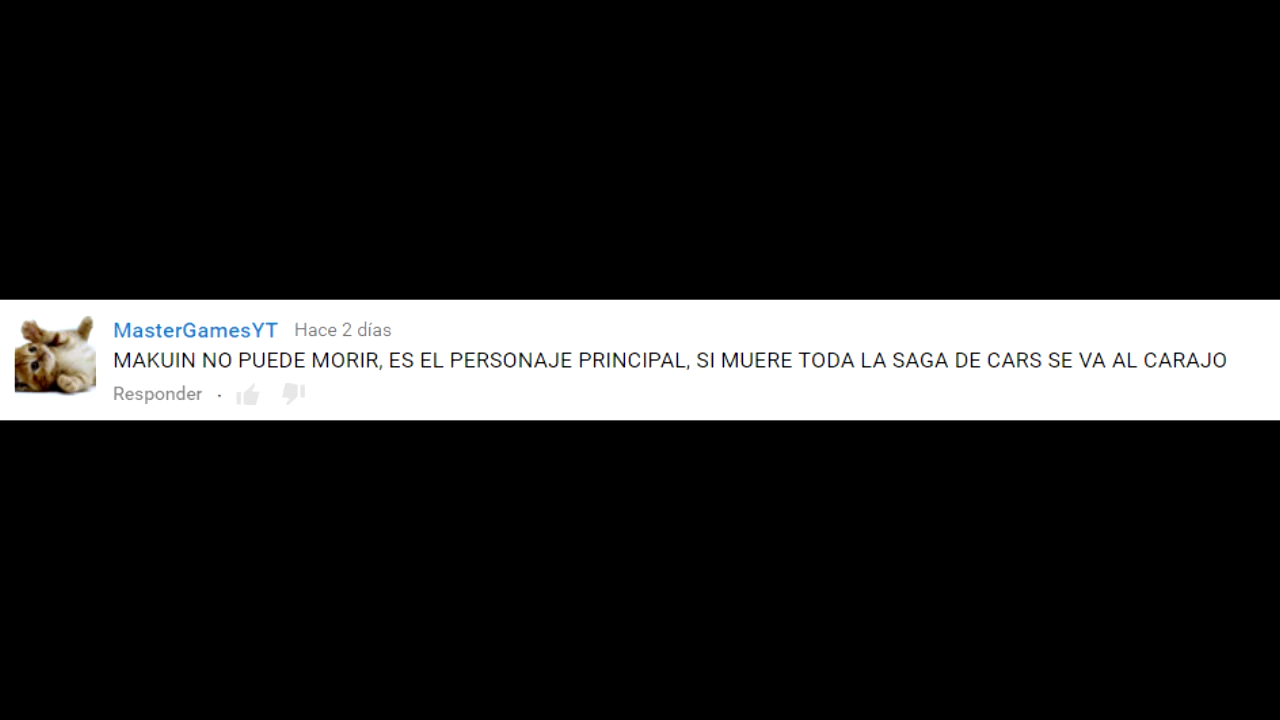 MasterGamesYT Hace 2 días
MAKUIN NO PUEDE MORIR, ES EL PERSONAJE PRINCIPAL, SI MUERE TODA LA SAGA DE CARS SE VA AL CARAJO
Responder ·